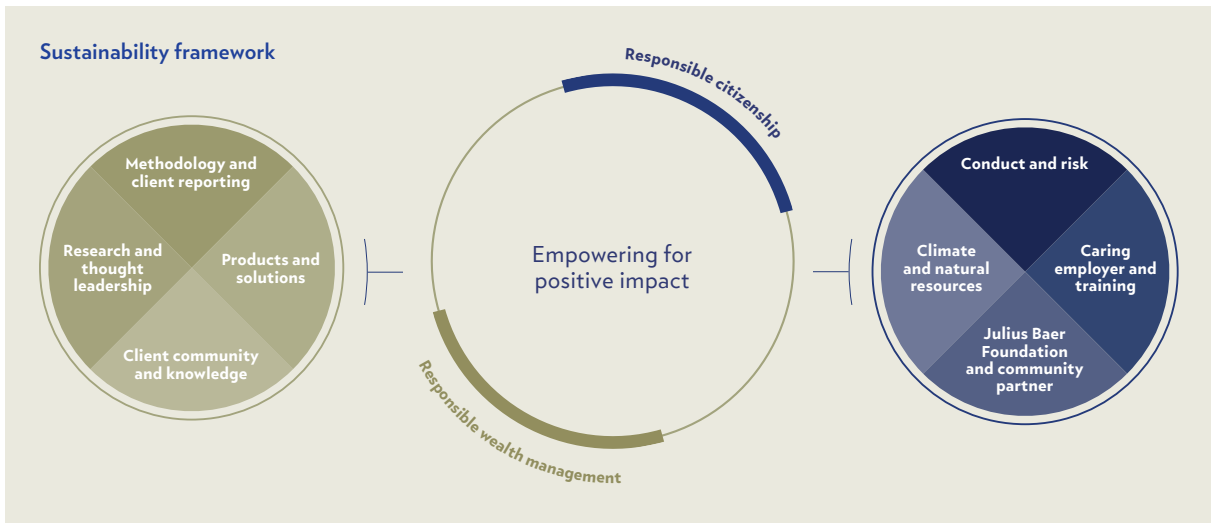 Sustainability framework
Methodology and
client reporting
Research and
thought
leadership
Products and
solutions
Client community
and knowledge
Responsible citizenship
Empowering for
positive impact
Responsible wealth management
Conduct and risk
Climate
and natural
resources
Caring
employer and
training
Julius Baer
Foundation
and community
partner